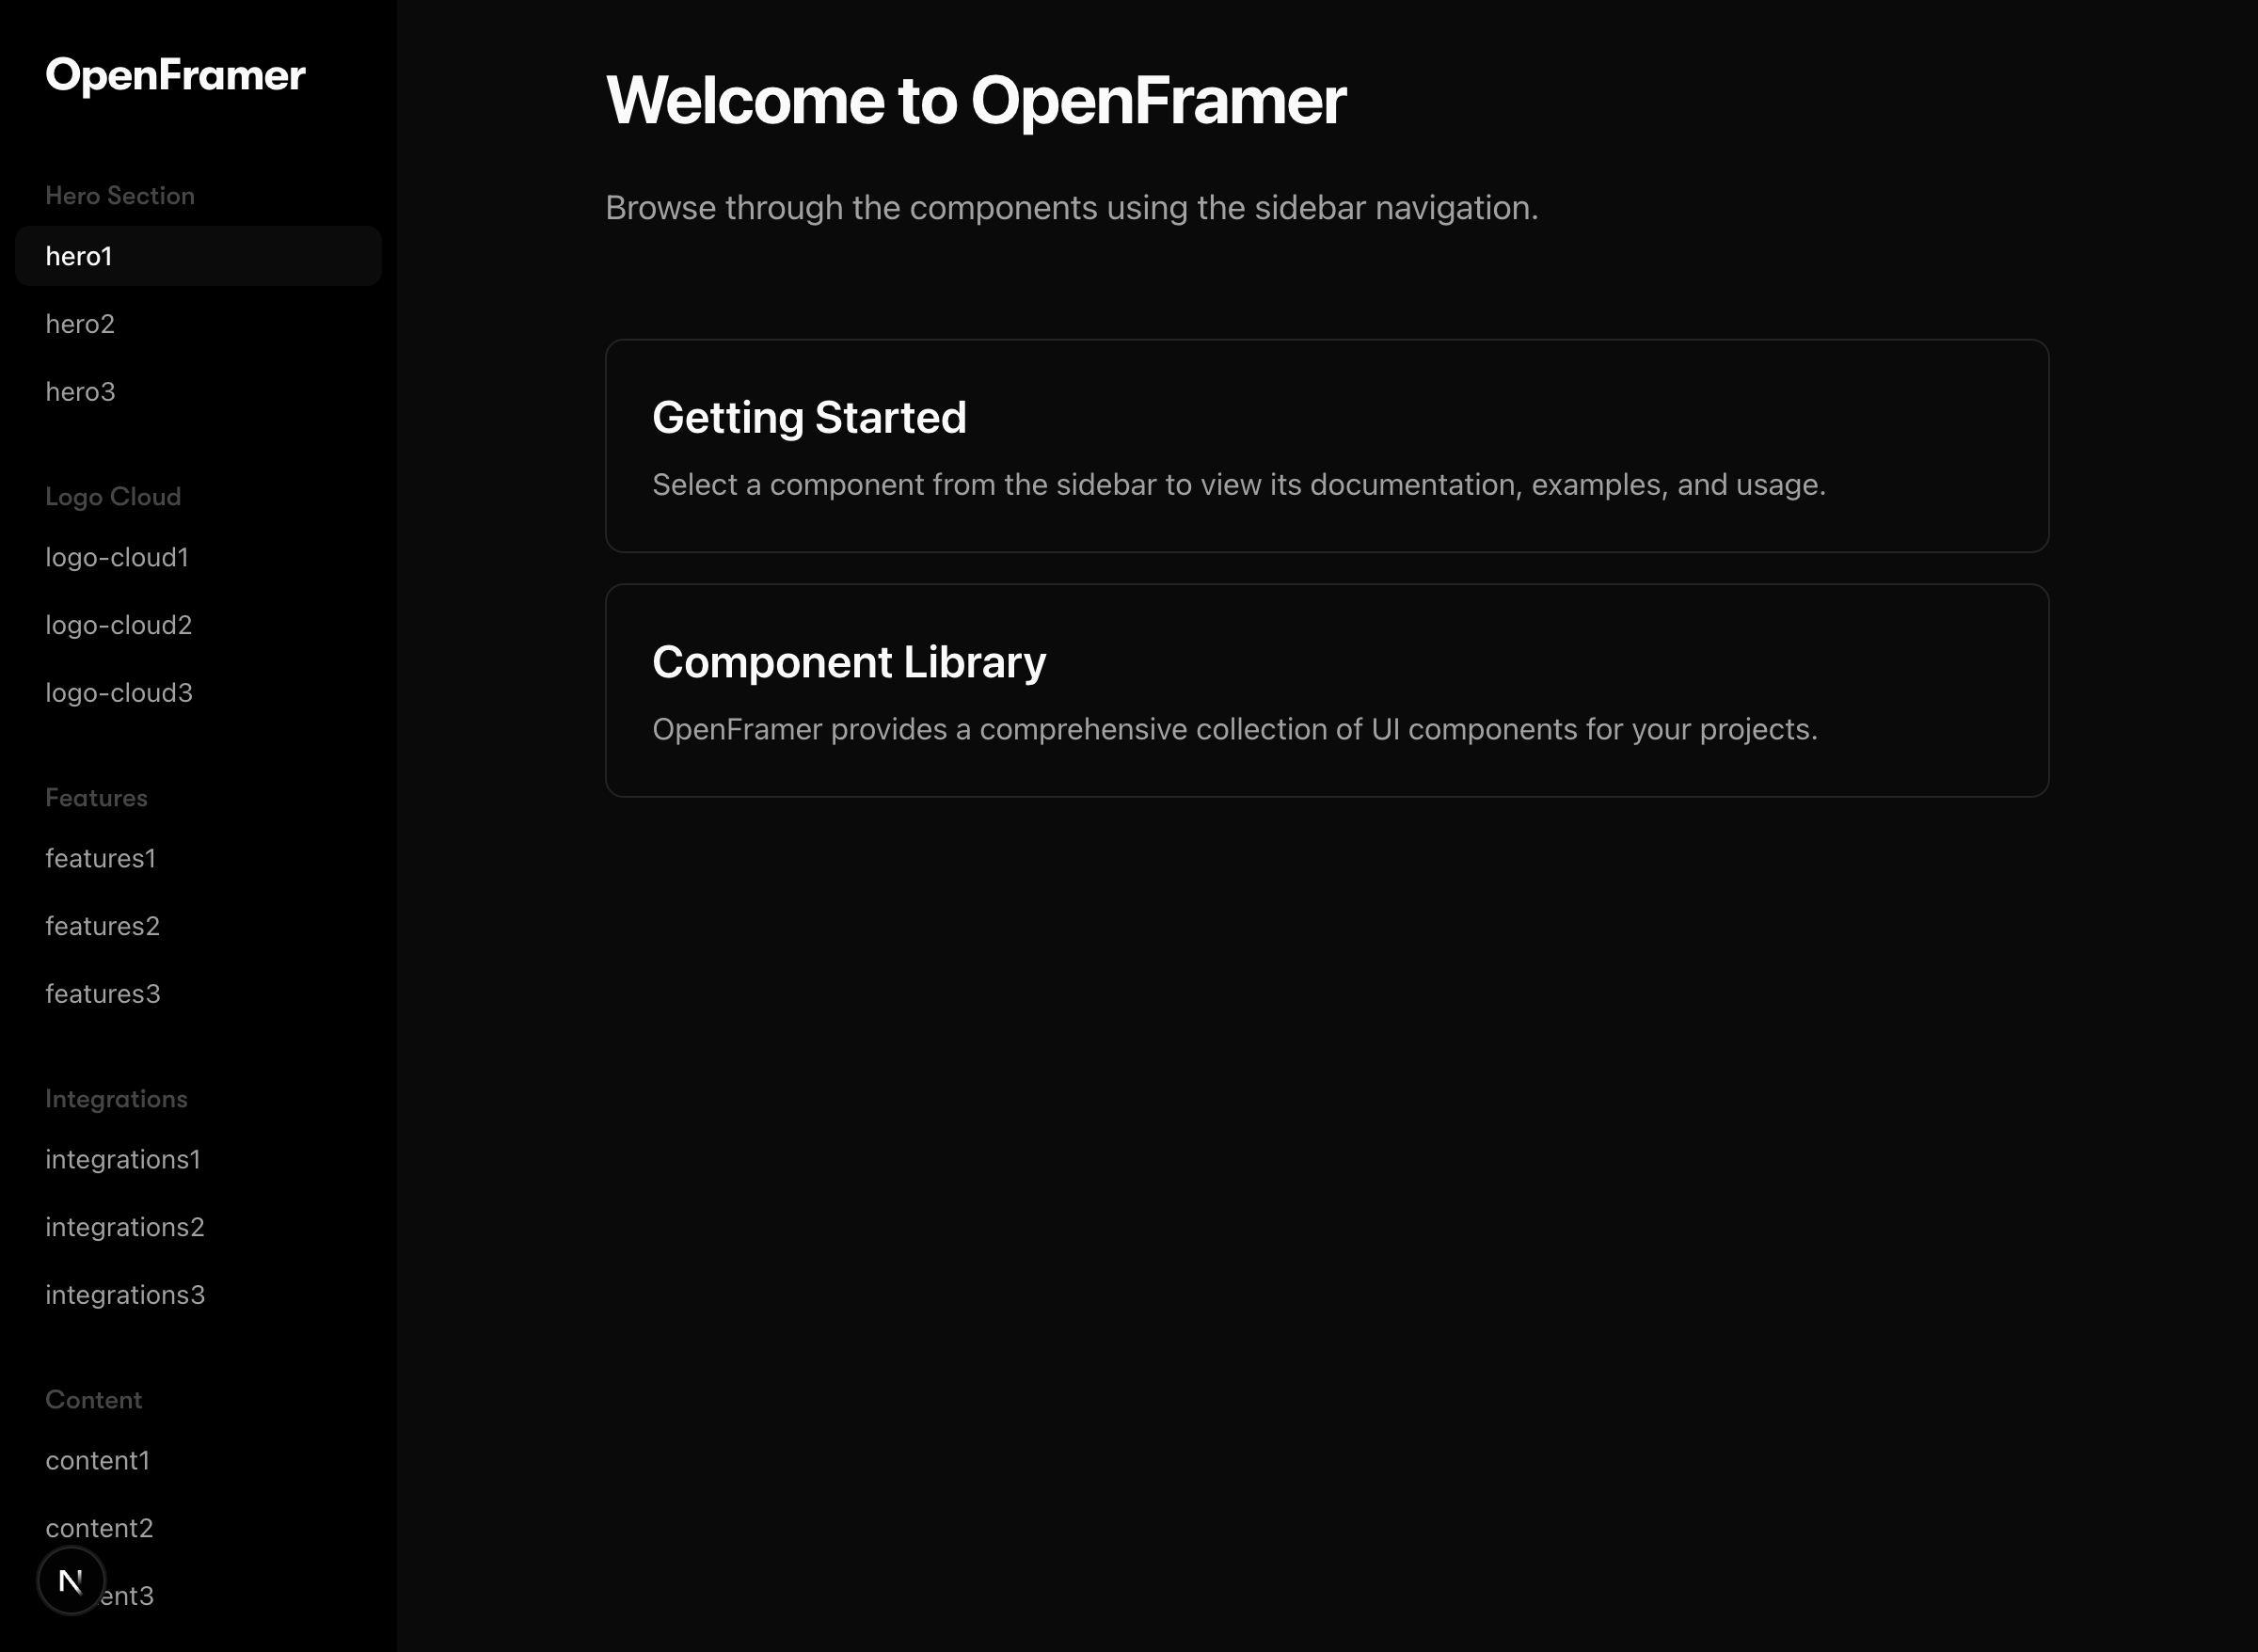 OpenFramer
Hero Section
hero1
hero2
hero3
Logo Cloud
logo-cloud1
logo-cloud2
logo-cloud3
Features
features1
features2
features3
Integrations
integrations1
integrations2
integrations3
Content
content1
content2
ent3
N
Welcome to OpenFramer
Browse through the components using the sidebar navigation.
Getting Started
Select a component from the sidebar to view its documentation, examples, and usage.
Component Library
OpenFramer provides a comprehensive collection of UI components for your projects.